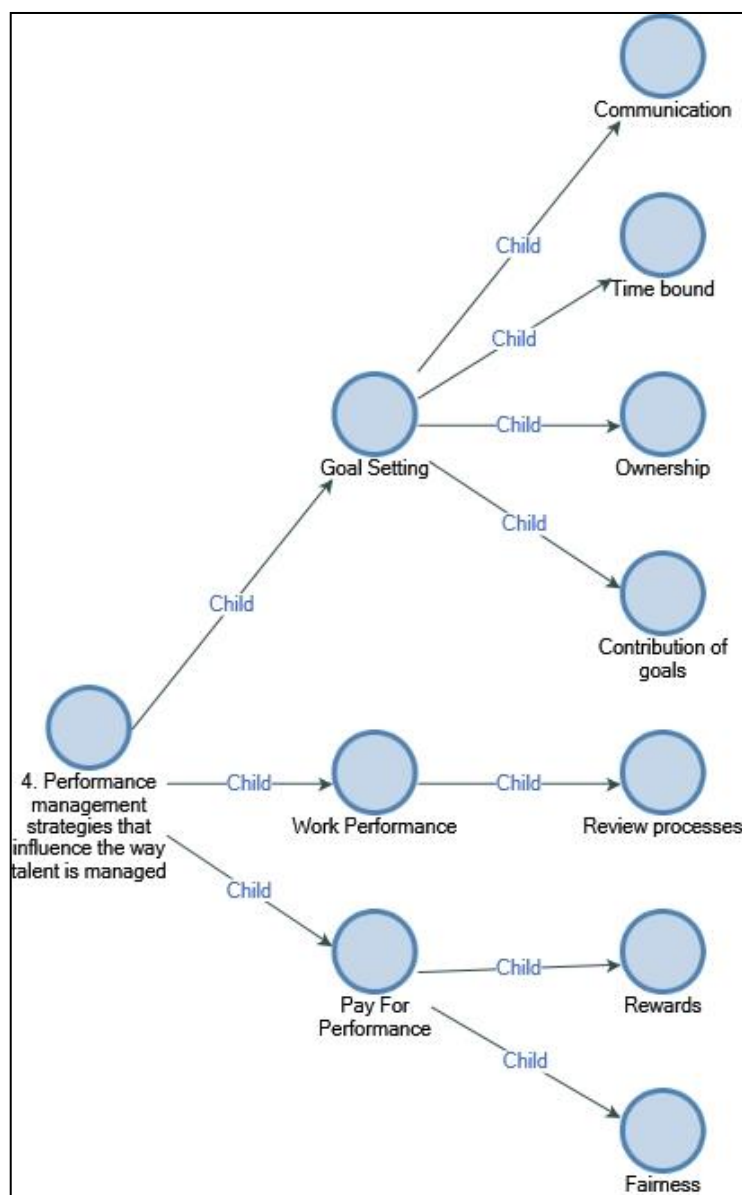 Communication
Child
Time bound
Child
Child
Goal Setting
Ownership
Child
Child
Contribution of
goals
4. Performance
management
strategies that
influence the way
talent is managed
Child
Work Performance
Child
Review processes
Child
Pay For
Performance
Child
Rewards
Child
Fairness